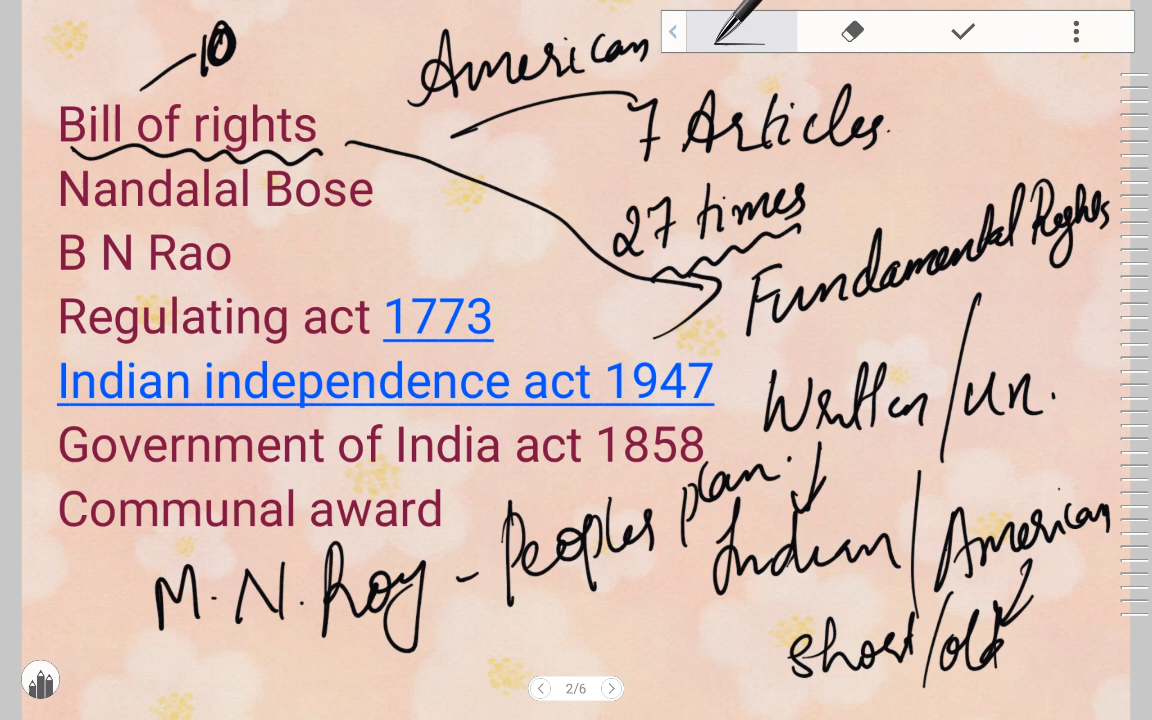 10
American
Bill of rights
7 Articles.
Nandalal Bose
27 times
B N Rao
Fundamental Rights
Regulating act 1773
Indian independence act 1947
Written / un.
Government of India act 1858
Communal award
M. N. Roy - Peoples plan.
Indian / American
short / old
2/6